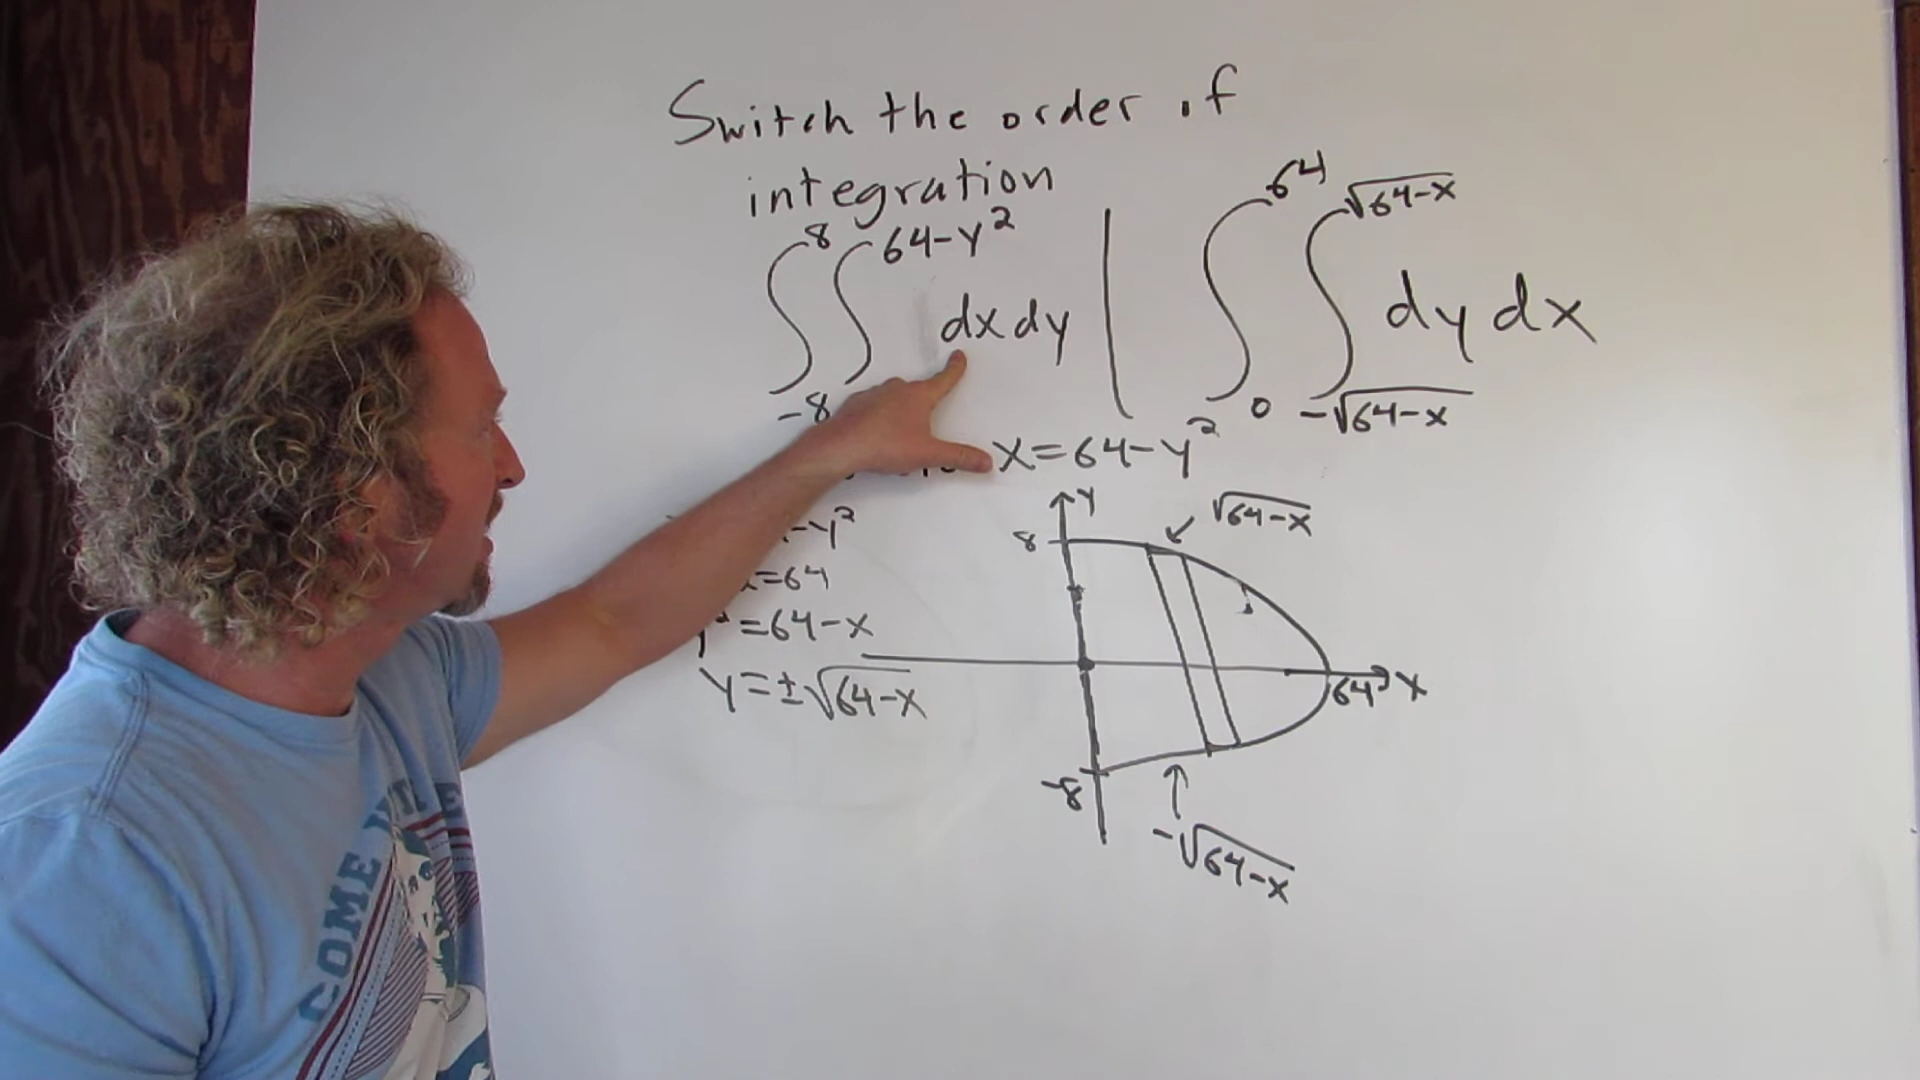 Switch the order of
integration
∫_{-8}^{8} ∫^{64-y²} dx dy | ∫_{0}^{64} ∫_{-√(64-x)}^{√(64-x)} dy dx
x=64-y²
-y²
=64
=64-x
y=±√(64-x)
y
8
√(64-x)
64
x
-8
-√(64-x)
COME